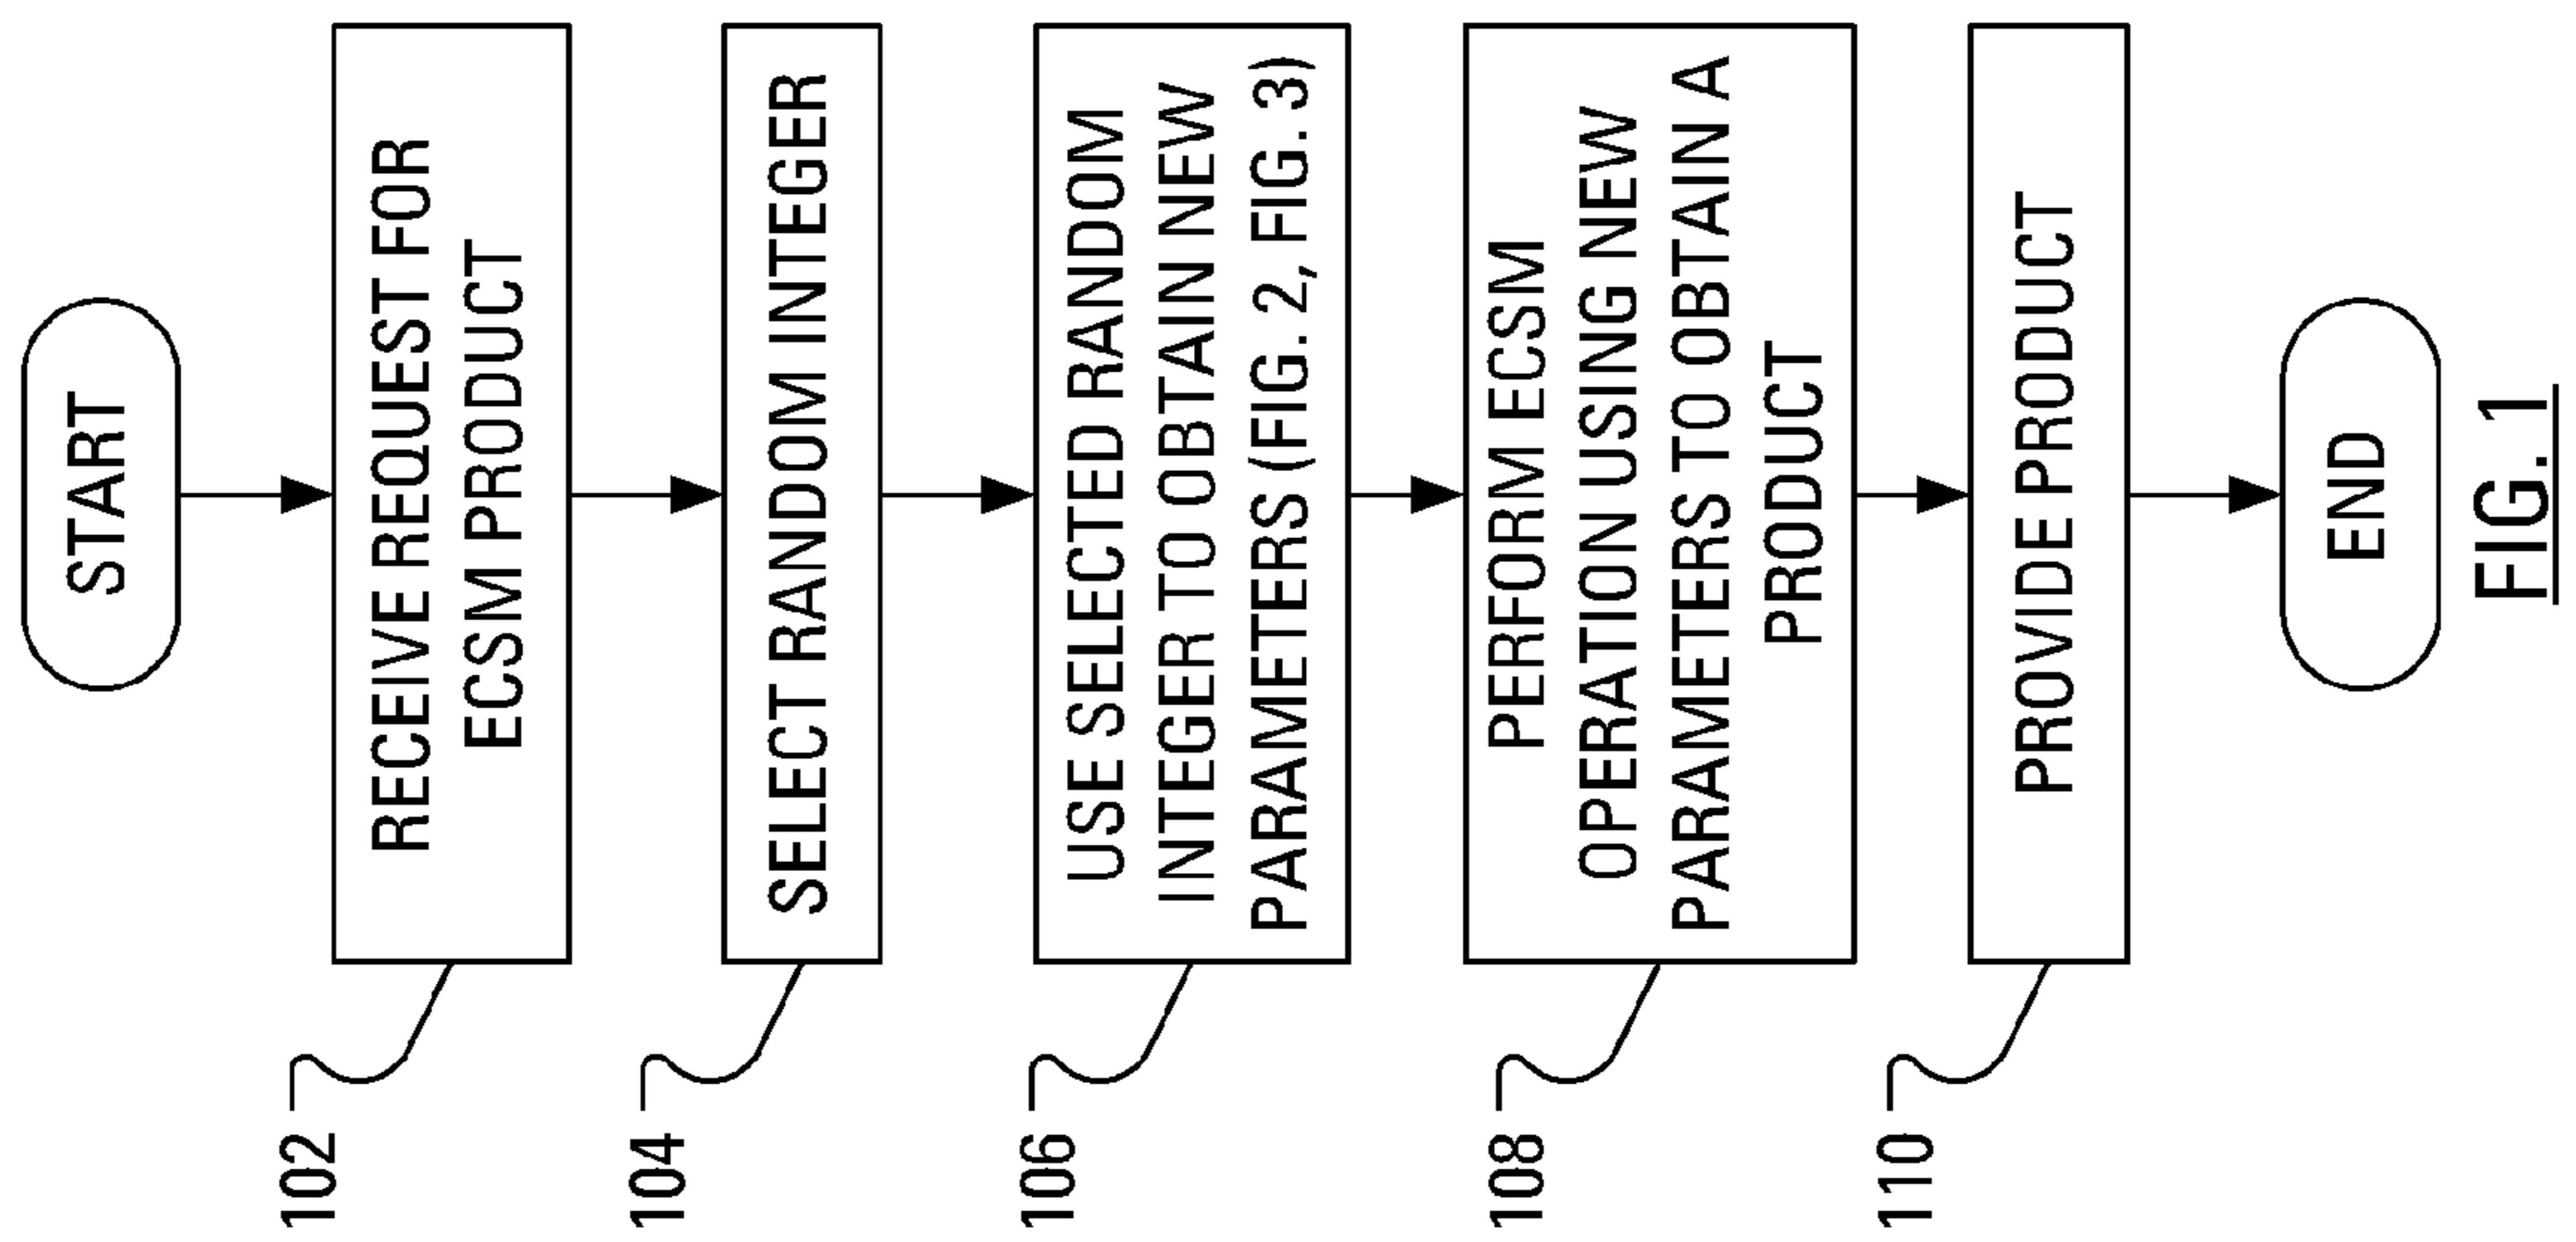 START
102
RECEIVE REQUEST FOR
ECSM PRODUCT
104
SELECT RANDOM INTEGER
106
USE SELECTED RANDOM
INTEGER TO OBTAIN NEW
PARAMETERS (FIG. 2, FIG. 3)
108
PERFORM ECSM
OPERATION USING NEW
PARAMETERS TO OBTAIN A
PRODUCT
110
PROVIDE PRODUCT
END
FIG. 1